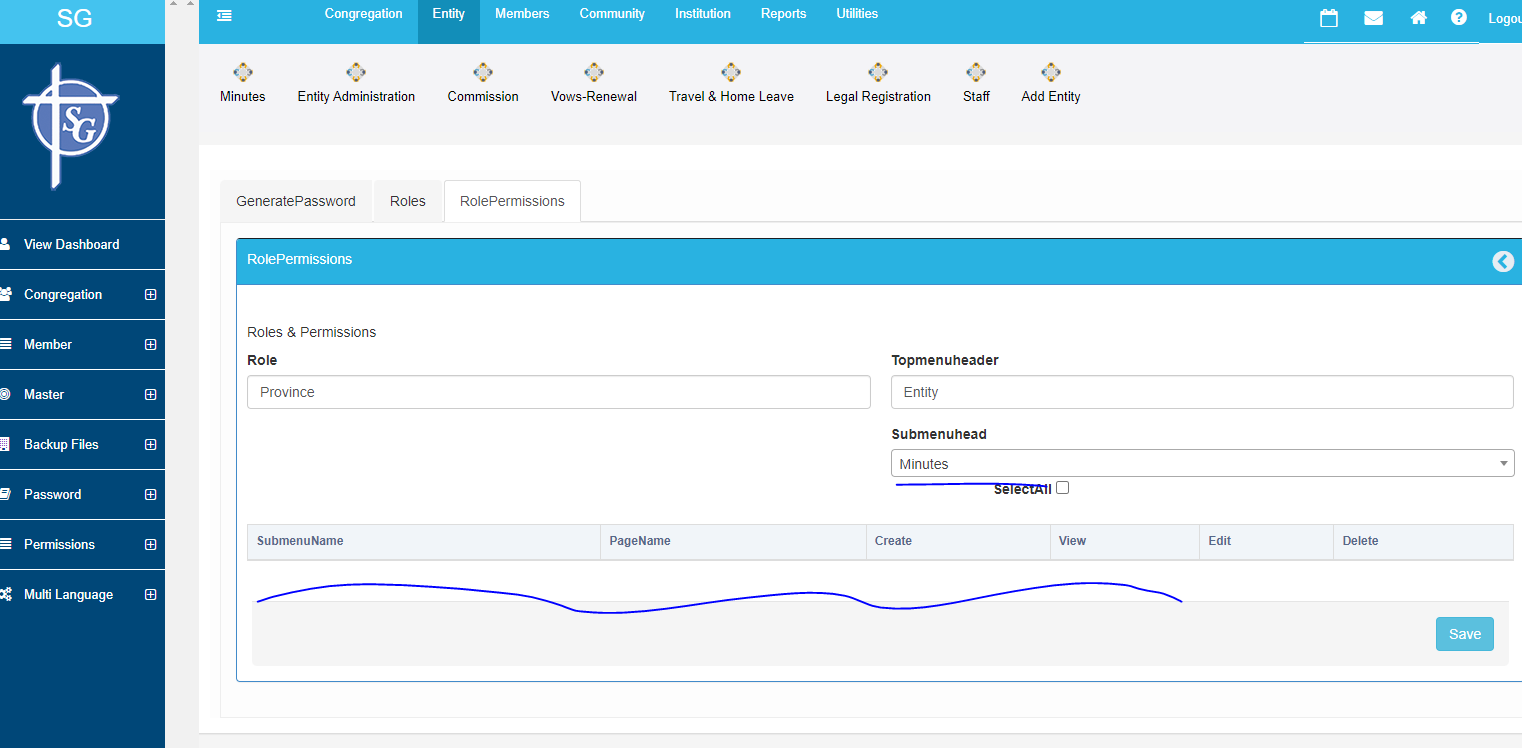 SG
Congregation Entity Members Community Institution Reports Utilities
Logou
SG
Minutes Entity Administration Commission Vows-Renewal Travel & Home Leave Legal Registration Staff Add Entity
GeneratePassword Roles RolePermissions
View Dashboard
Congregation
Member
Master
Backup Files
Password
Permissions
Multi Language
RolePermissions
Roles & Permissions
Role
Province
Topmenuheader
Entity
Submenuhead
Minutes
SelectAll
SubmenuName PageName Create View Edit Delete
Save